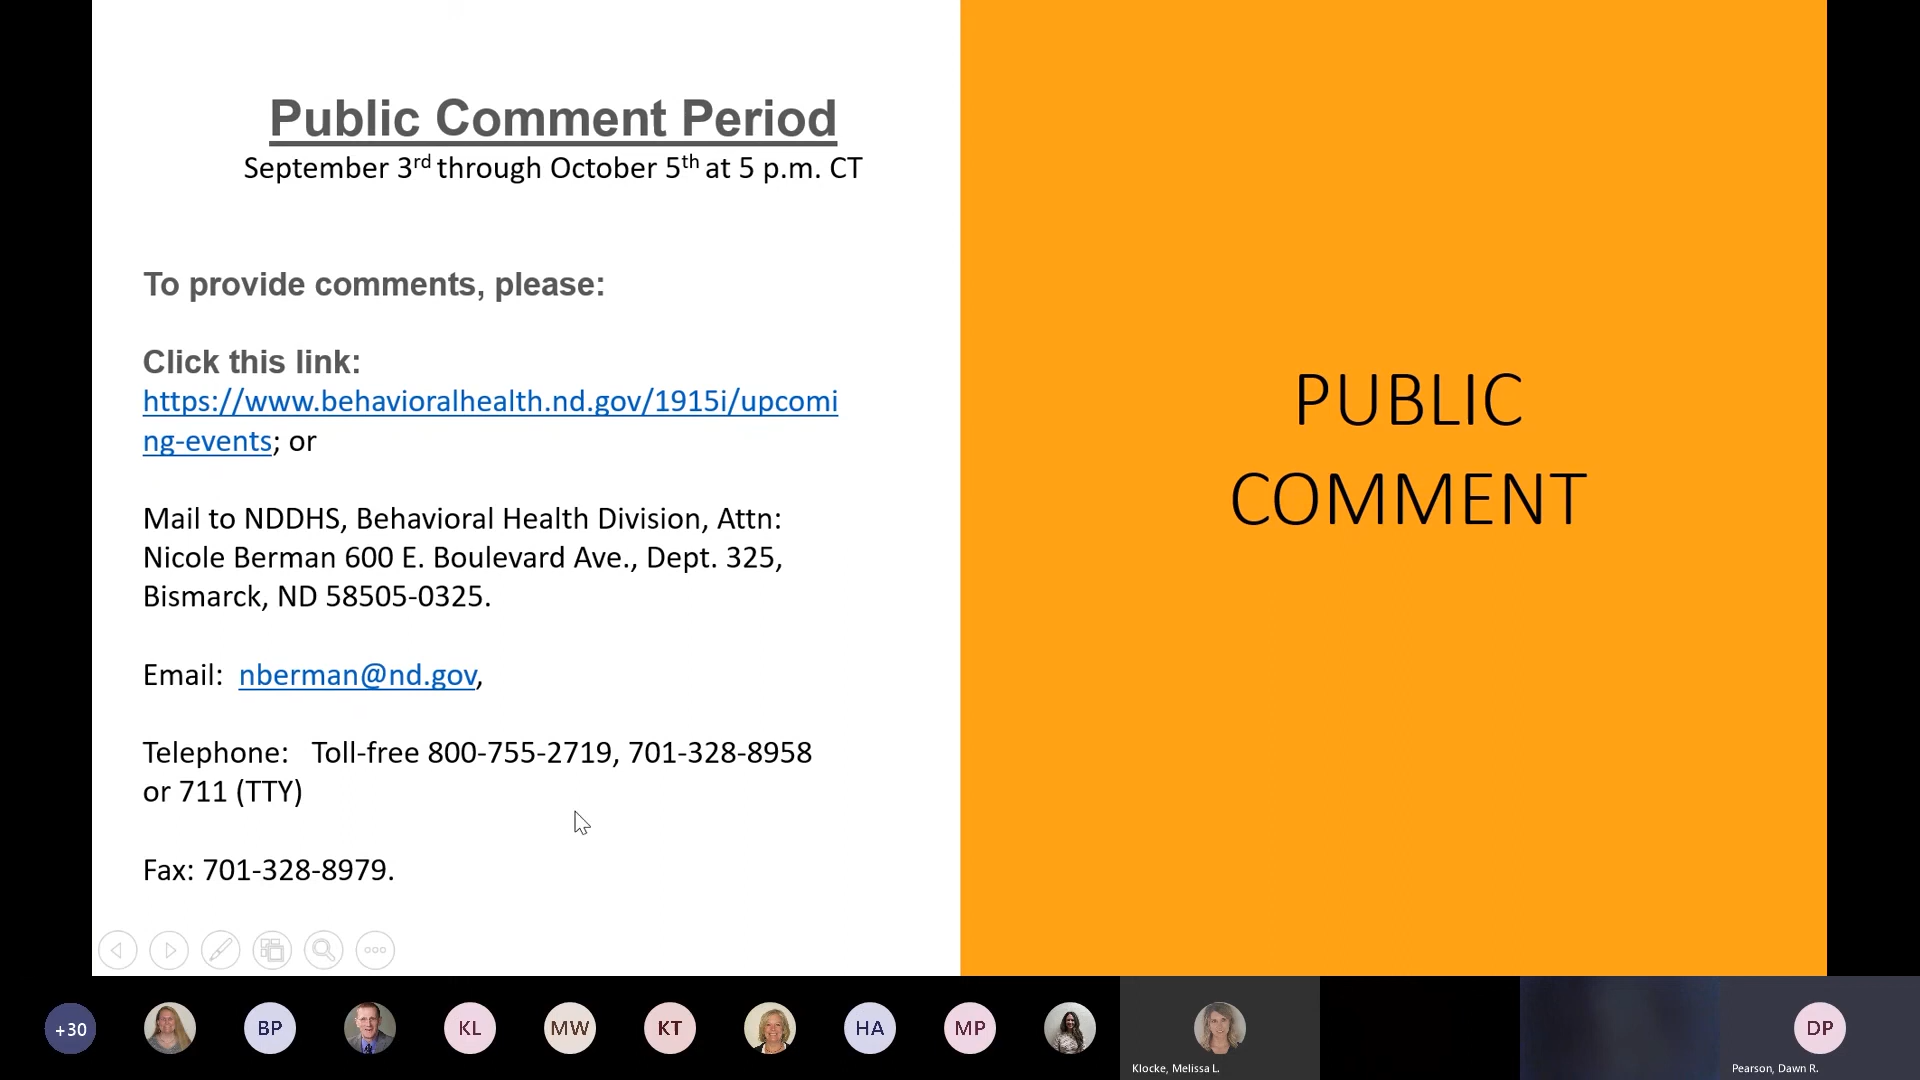 Public Comment Period
September 3rd through October 5th at 5 p.m. CT
To provide comments, please:
Click this link:
https://www.behavioralhealth.nd.gov/1915i/upcomi
ng-events; or
Mail to NDDHS, Behavioral Health Division, Attn:
Nicole Berman 600 E. Boulevard Ave., Dept. 325,
Bismarck, ND 58505-0325.
Email: nberman@nd.gov,
Telephone: Toll-free 800-755-2719, 701-328-8958
or 711 (TTY)
Fax: 701-328-8979.
PUBLIC
COMMENT
+30 BP KL MW KT HA MP DP
Klocke, Melissa L. Pearson, Dawn R.